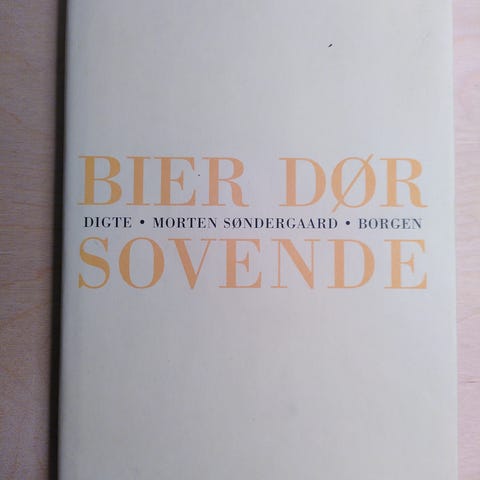 BIER DØR
DIGTE • MORTEN SØNDERGAARD • BORGEN
SOVENDE